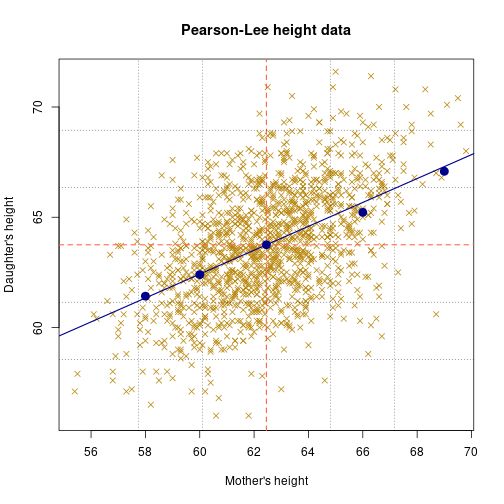 Pearson-Lee height data
Daughter's height
70
65
60
56 58 60 62 64 66 68 70
Mother's height